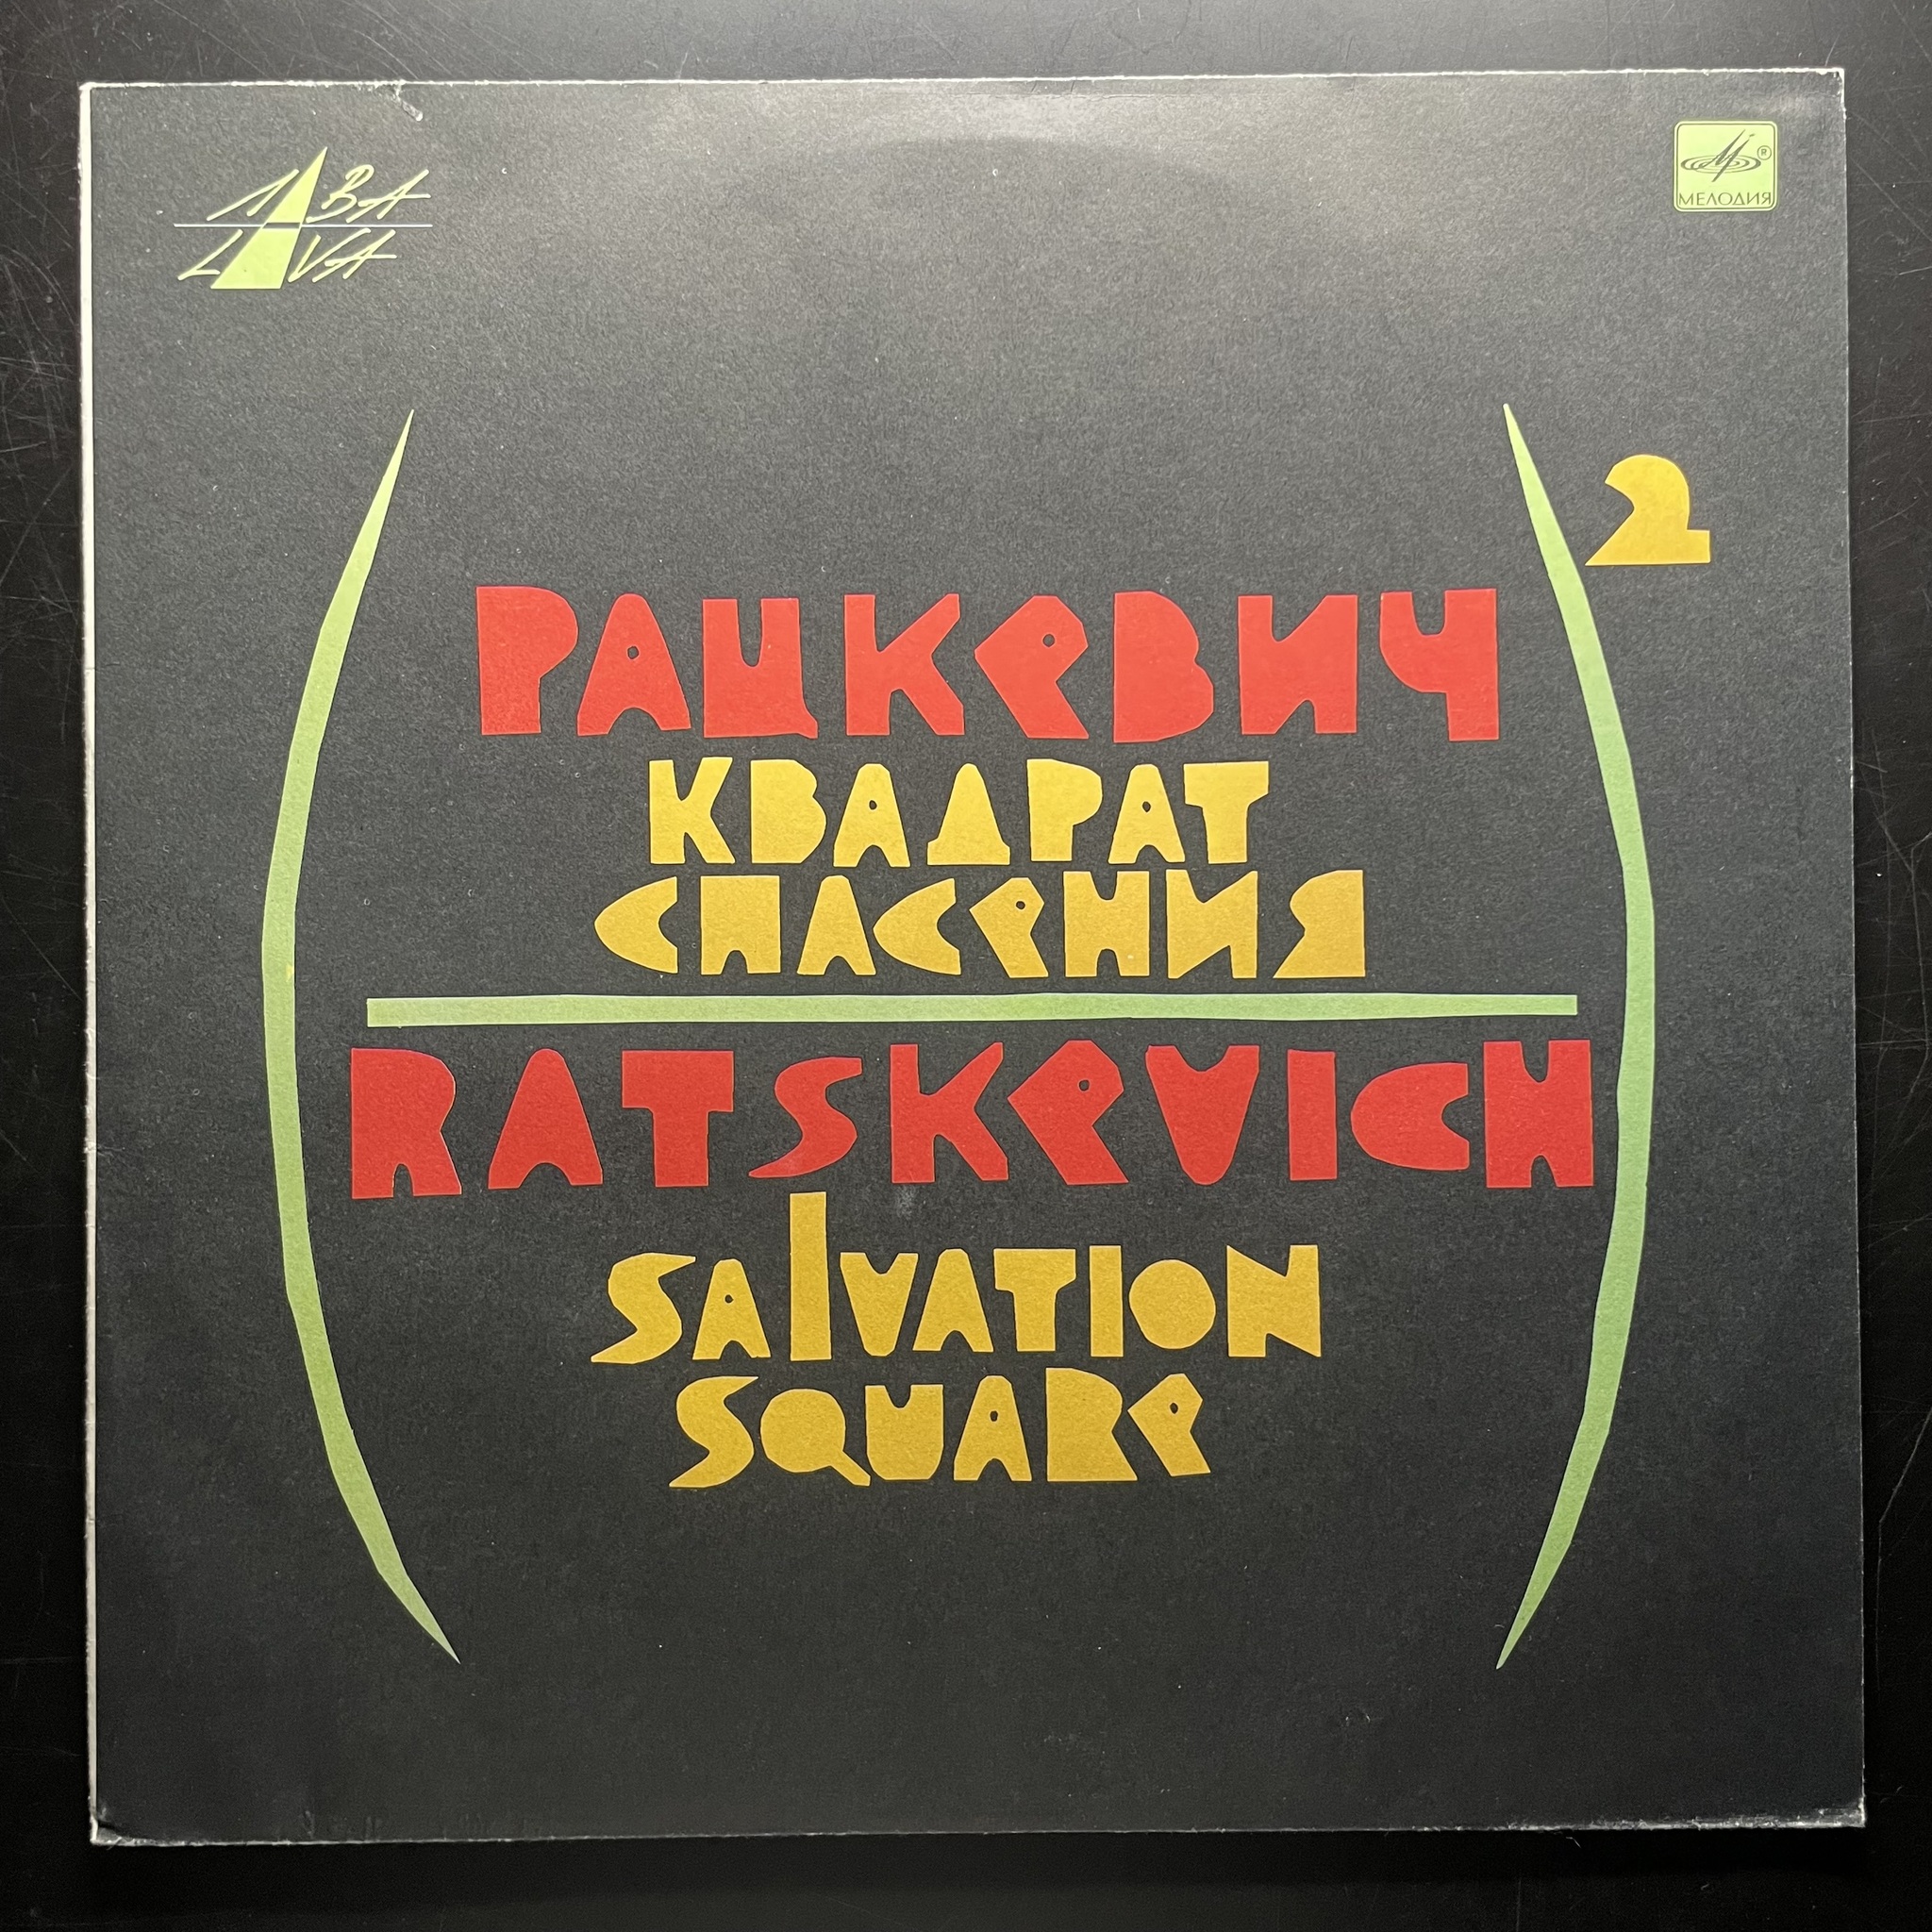 ЛАВА
LAVA
МЕЛОДИЯ
2
РАЦКЕВИЧ
КВАДРАТ
СПАСЕНИЯ
RATSKEVICH
SALVATION
SQUARE